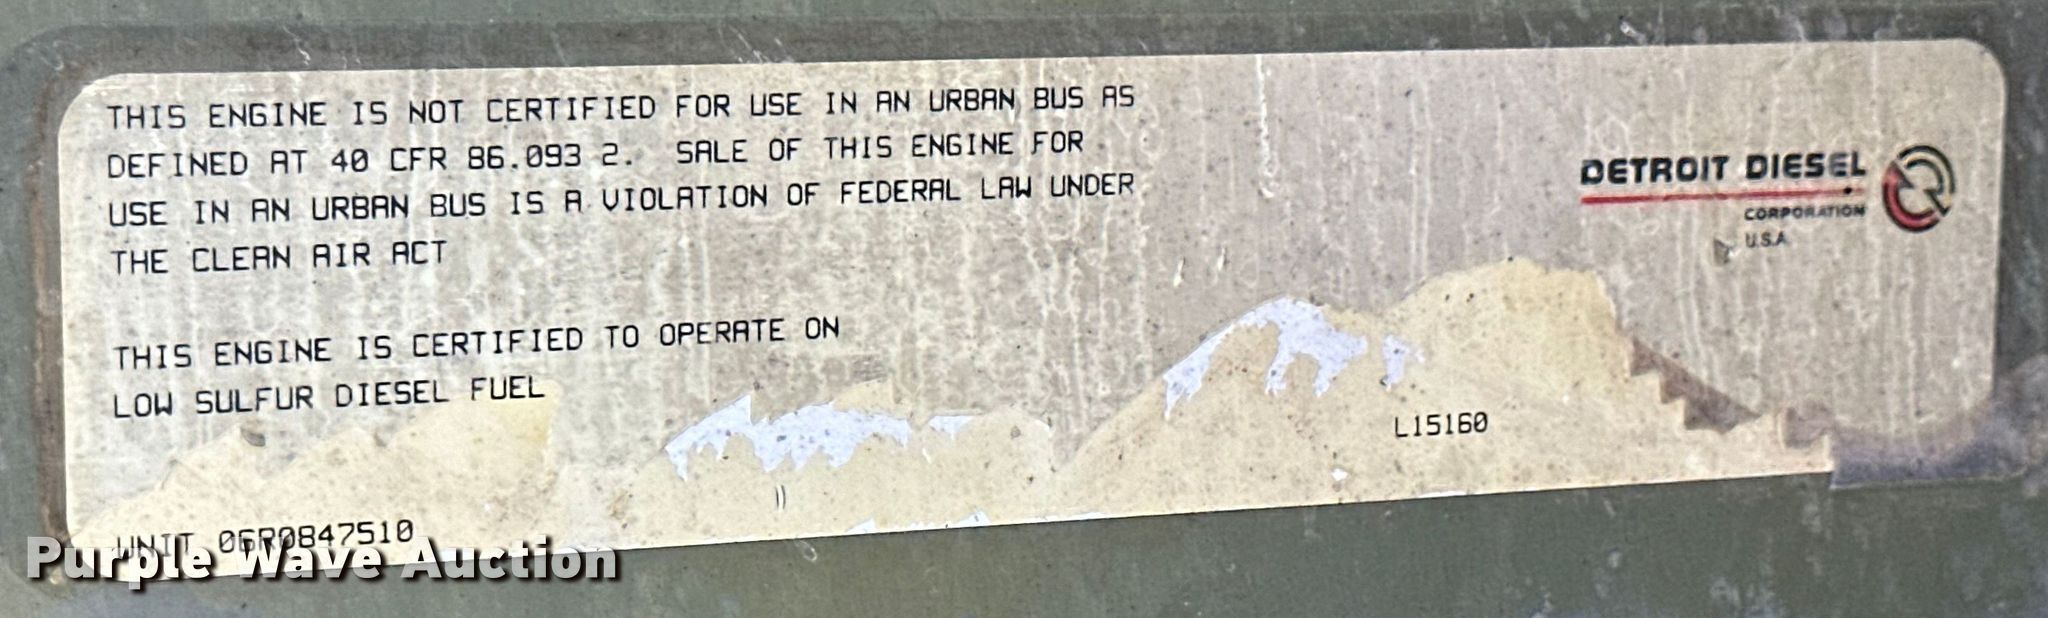 THIS ENGINE IS NOT CERTIFIED FOR USE IN AN URBAN BUS AS
DEFINED AT 40 CFR 86.093 2. SALE OF THIS ENGINE FOR
USE IN AN URBAN BUS IS A VIOLATION OF FEDERAL LAW UNDER
THE CLEAN AIR ACT
DETROIT DIESEL
CORPORATION
U.S.A
THIS ENGINE IS CERTIFIED TO OPERATE ON
LOW SULFUR DIESEL FUEL
L15160
UNIT 06R0847510
Purple Wave Auction